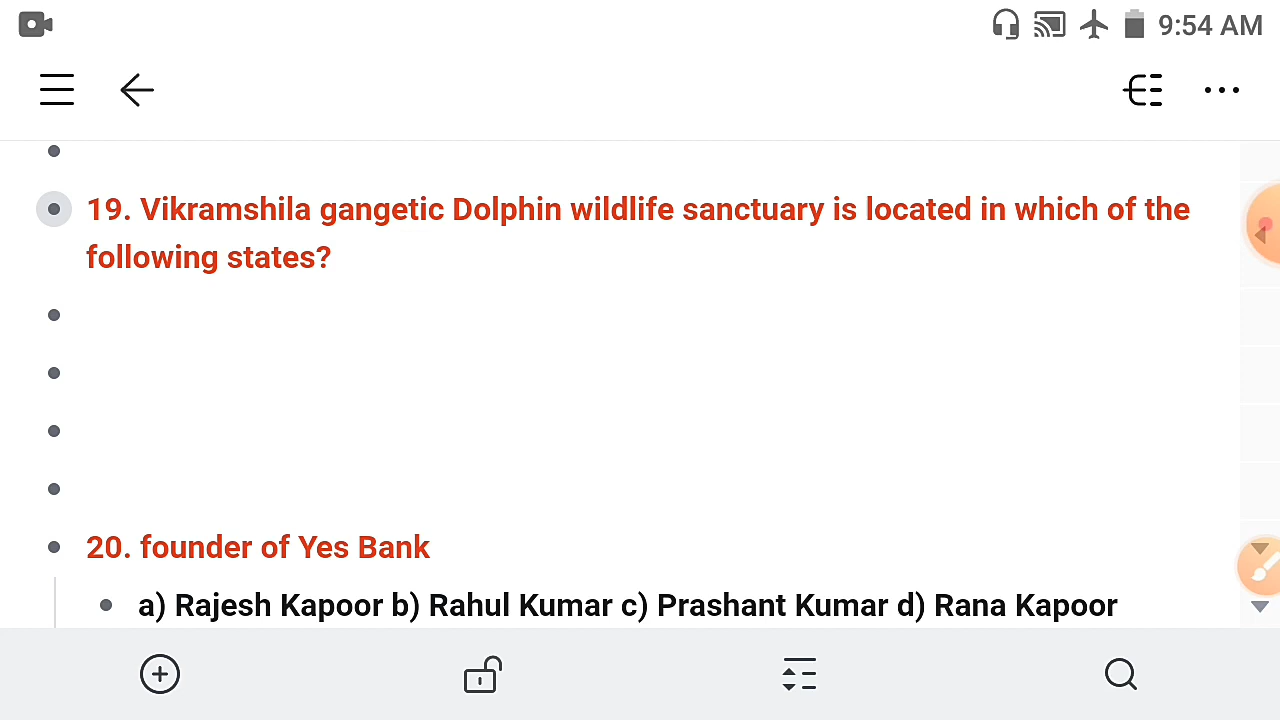 9:54 AM
19. Vikramshila gangetic Dolphin wildlife sanctuary is located in which of the
following states?
20. founder of Yes Bank
a) Rajesh Kapoor b) Rahul Kumar c) Prashant Kumar d) Rana Kapoor